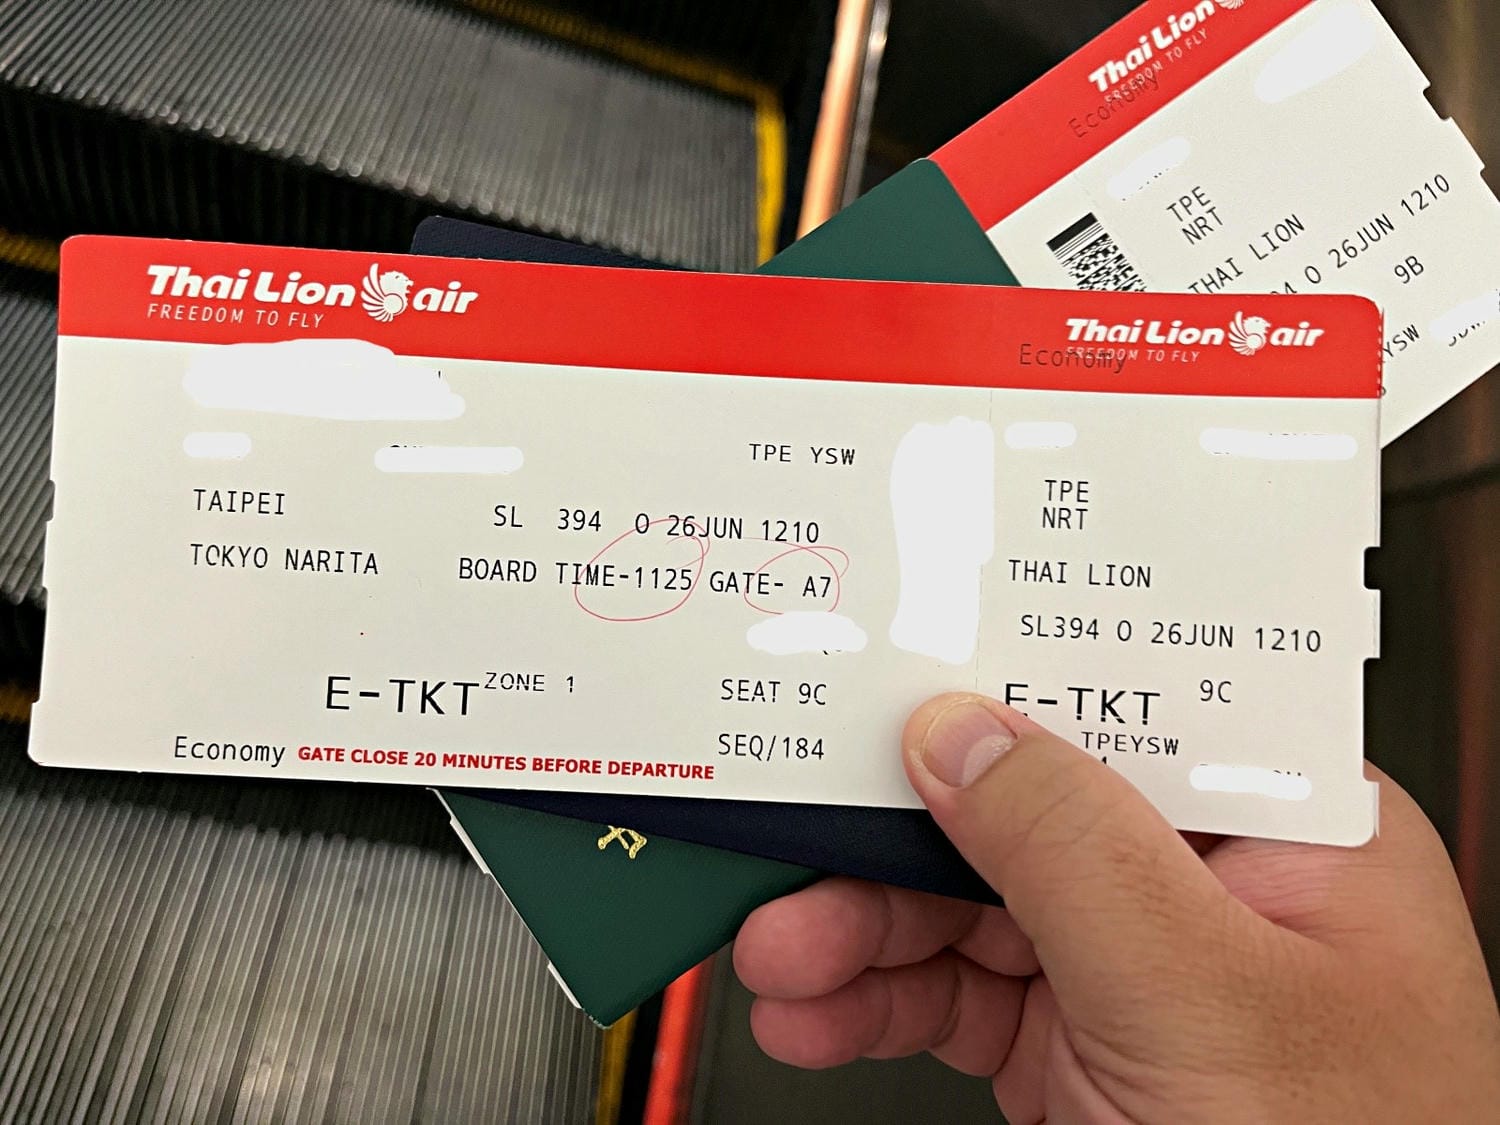 Thai Lion air
FREEDOM TO FLY
TPE YSW
TAIPEI SL 394 O 26JUN 1210
TOKYO NARITA BOARD TIME-1125 GATE- A7
E-TKT ZONE 1 SEAT 9C
SEQ/184
Economy GATE CLOSE 20 MINUTES BEFORE DEPARTURE
Thai Lion air
FREEDOM TO FLY
Economy
TPE
NRT
THAI LION
SL394 O 26JUN 1210
E-TKT 9C
TPEYSW
Thai Lion
FREEDOM TO FLY
Economy
TPE
NRT
THAI LION
O 26JUN 1210
9B
YSW